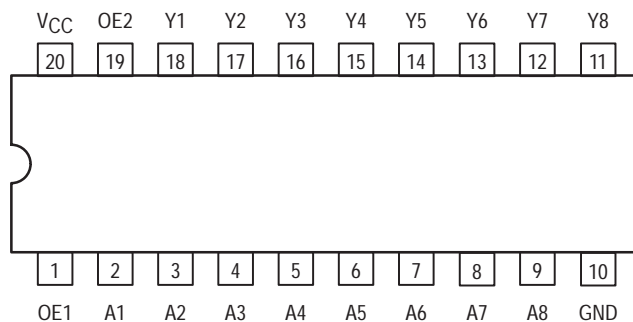 VCC OE2 Y1 Y2 Y3 Y4 Y5 Y6 Y7 Y8
20 19 18 17 16 15 14 13 12 11
1 2 3 4 5 6 7 8 9 10
OE1 A1 A2 A3 A4 A5 A6 A7 A8 GND